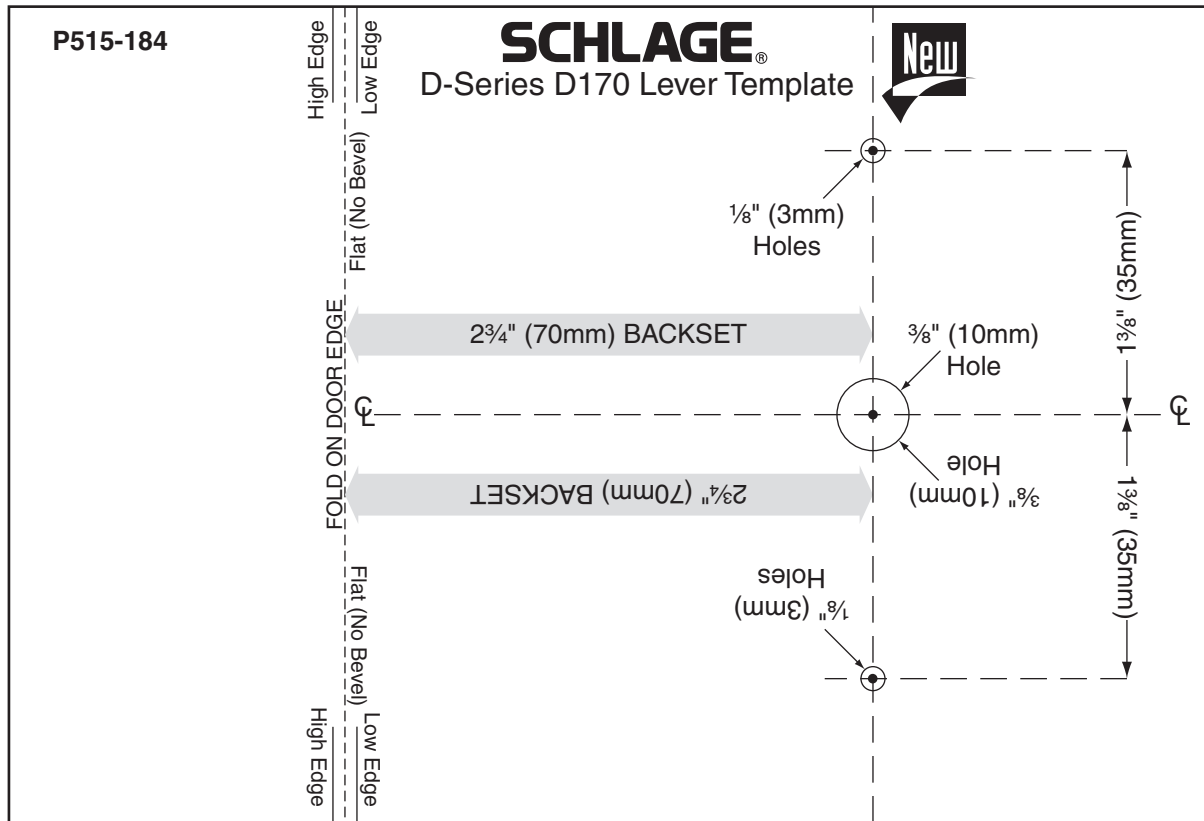 P515-184
SCHLAGE®
D-Series D170 Lever Template
New
High Edge
Low Edge
Flat (No Bevel)
FOLD ON DOOR EDGE
⅛" (3mm)
Holes
1⅜" (35mm)
2¾" (70mm) BACKSET
⅜" (10mm)
Hole
℄
℄
2¾" (70mm) BACKSET
⅜" (10mm)
Hole
1⅜" (35mm)
⅛" (3mm)
Holes
Flat (No Bevel)
High Edge
Low Edge